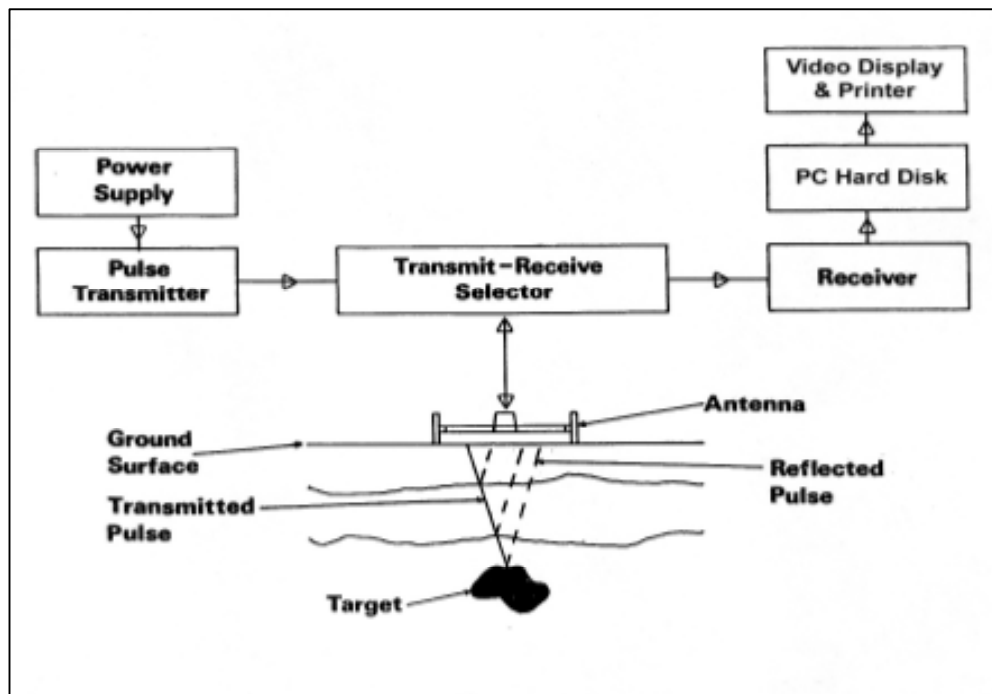 Video Display
& Printer
Power
Supply
PC Hard Disk
Pulse
Transmitter
Transmit-Receive
Selector
Receiver
Antenna
Ground
Surface
Reflected
Pulse
Transmitted
Pulse
Target